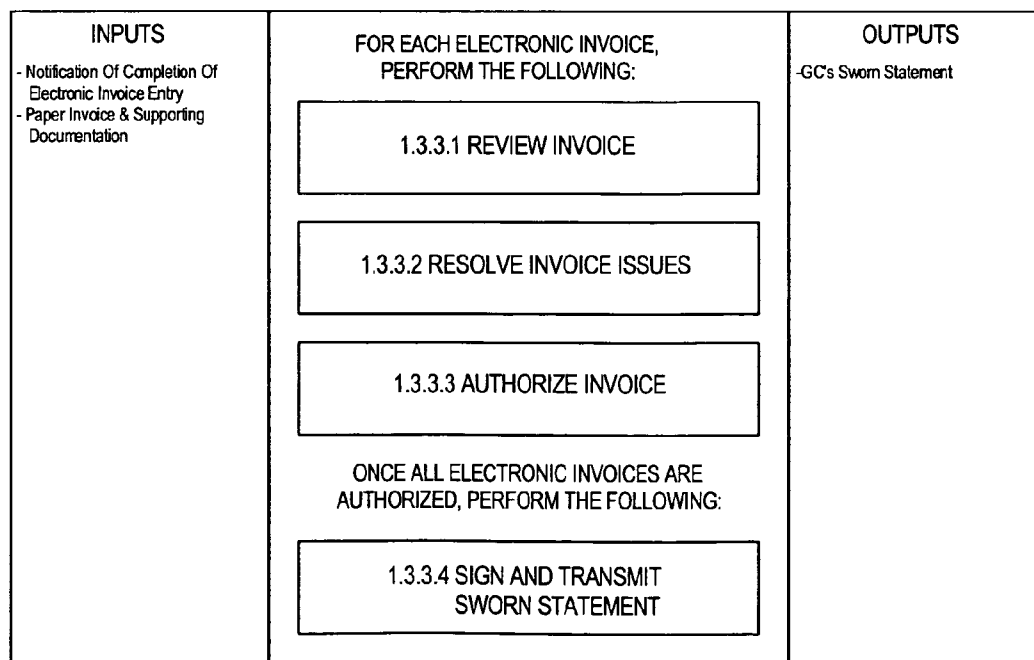 INPUTS
- Notification Of Completion Of
Electronic Invoice Entry
- Paper Invoice & Supporting
Documentation
FOR EACH ELECTRONIC INVOICE,
PERFORM THE FOLLOWING:
1.3.3.1 REVIEW INVOICE
1.3.3.2 RESOLVE INVOICE ISSUES
1.3.3.3 AUTHORIZE INVOICE
ONCE ALL ELECTRONIC INVOICES ARE
AUTHORIZED, PERFORM THE FOLLOWING:
1.3.3.4 SIGN AND TRANSMIT
SWORN STATEMENT
OUTPUTS
-GC's Sworn Statement